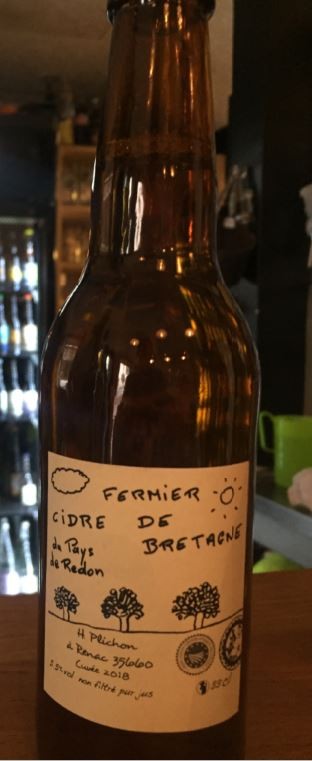 FERMIER
CIDRE DE
BRETAGNE
du Pays
de Redon
H Plichon
à Renac 35660
Cuvée 2018
5.5% vol non filtré pur jus
33 Cl